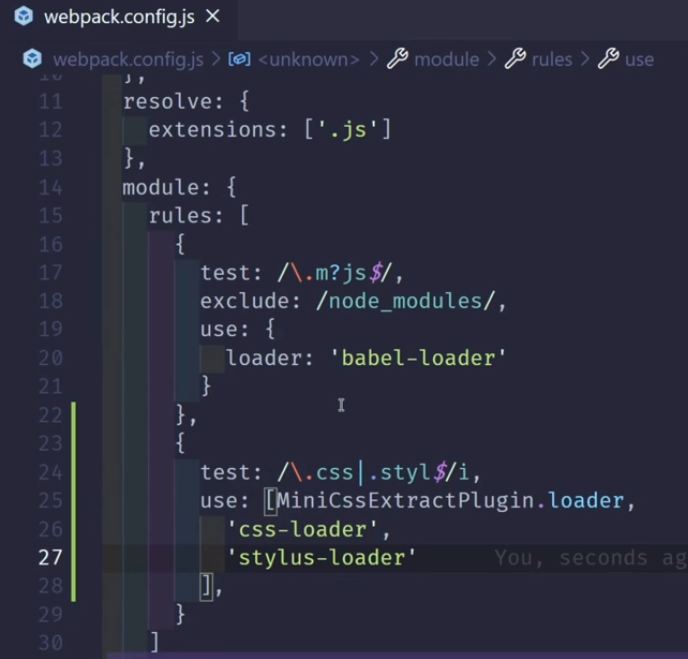 webpack.config.js ×
webpack.config.js > <unknown> > module > rules > use
10 },
11 resolve: {
12 extensions: ['.js']
13 },
14 module: {
15 rules: [
16 {
17 test: /\.m?js$/,
18 exclude: /node_modules/,
19 use: {
20 loader: 'babel-loader'
21 }
22 },
23 {
24 test: /\.css|.styl$/i,
25 use: [MiniCssExtractPlugin.loader,
26 'css-loader',
27 'stylus-loader' You, seconds ag
28 ],
29 }
30 ]